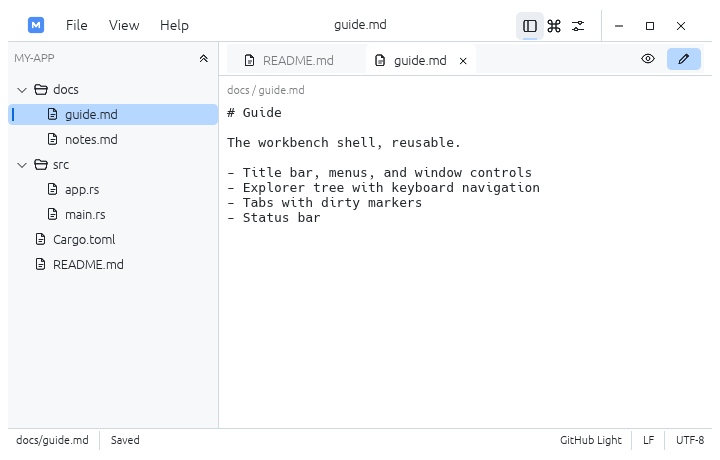 M File View Help guide.md
MY-APP
docs
guide.md
notes.md
src
app.rs
main.rs
Cargo.toml
README.md
README.md guide.md
docs / guide.md
# Guide
The workbench shell, reusable.
- Title bar, menus, and window controls
- Explorer tree with keyboard navigation
- Tabs with dirty markers
- Status bar
docs/guide.md Saved GitHub Light LF UTF-8